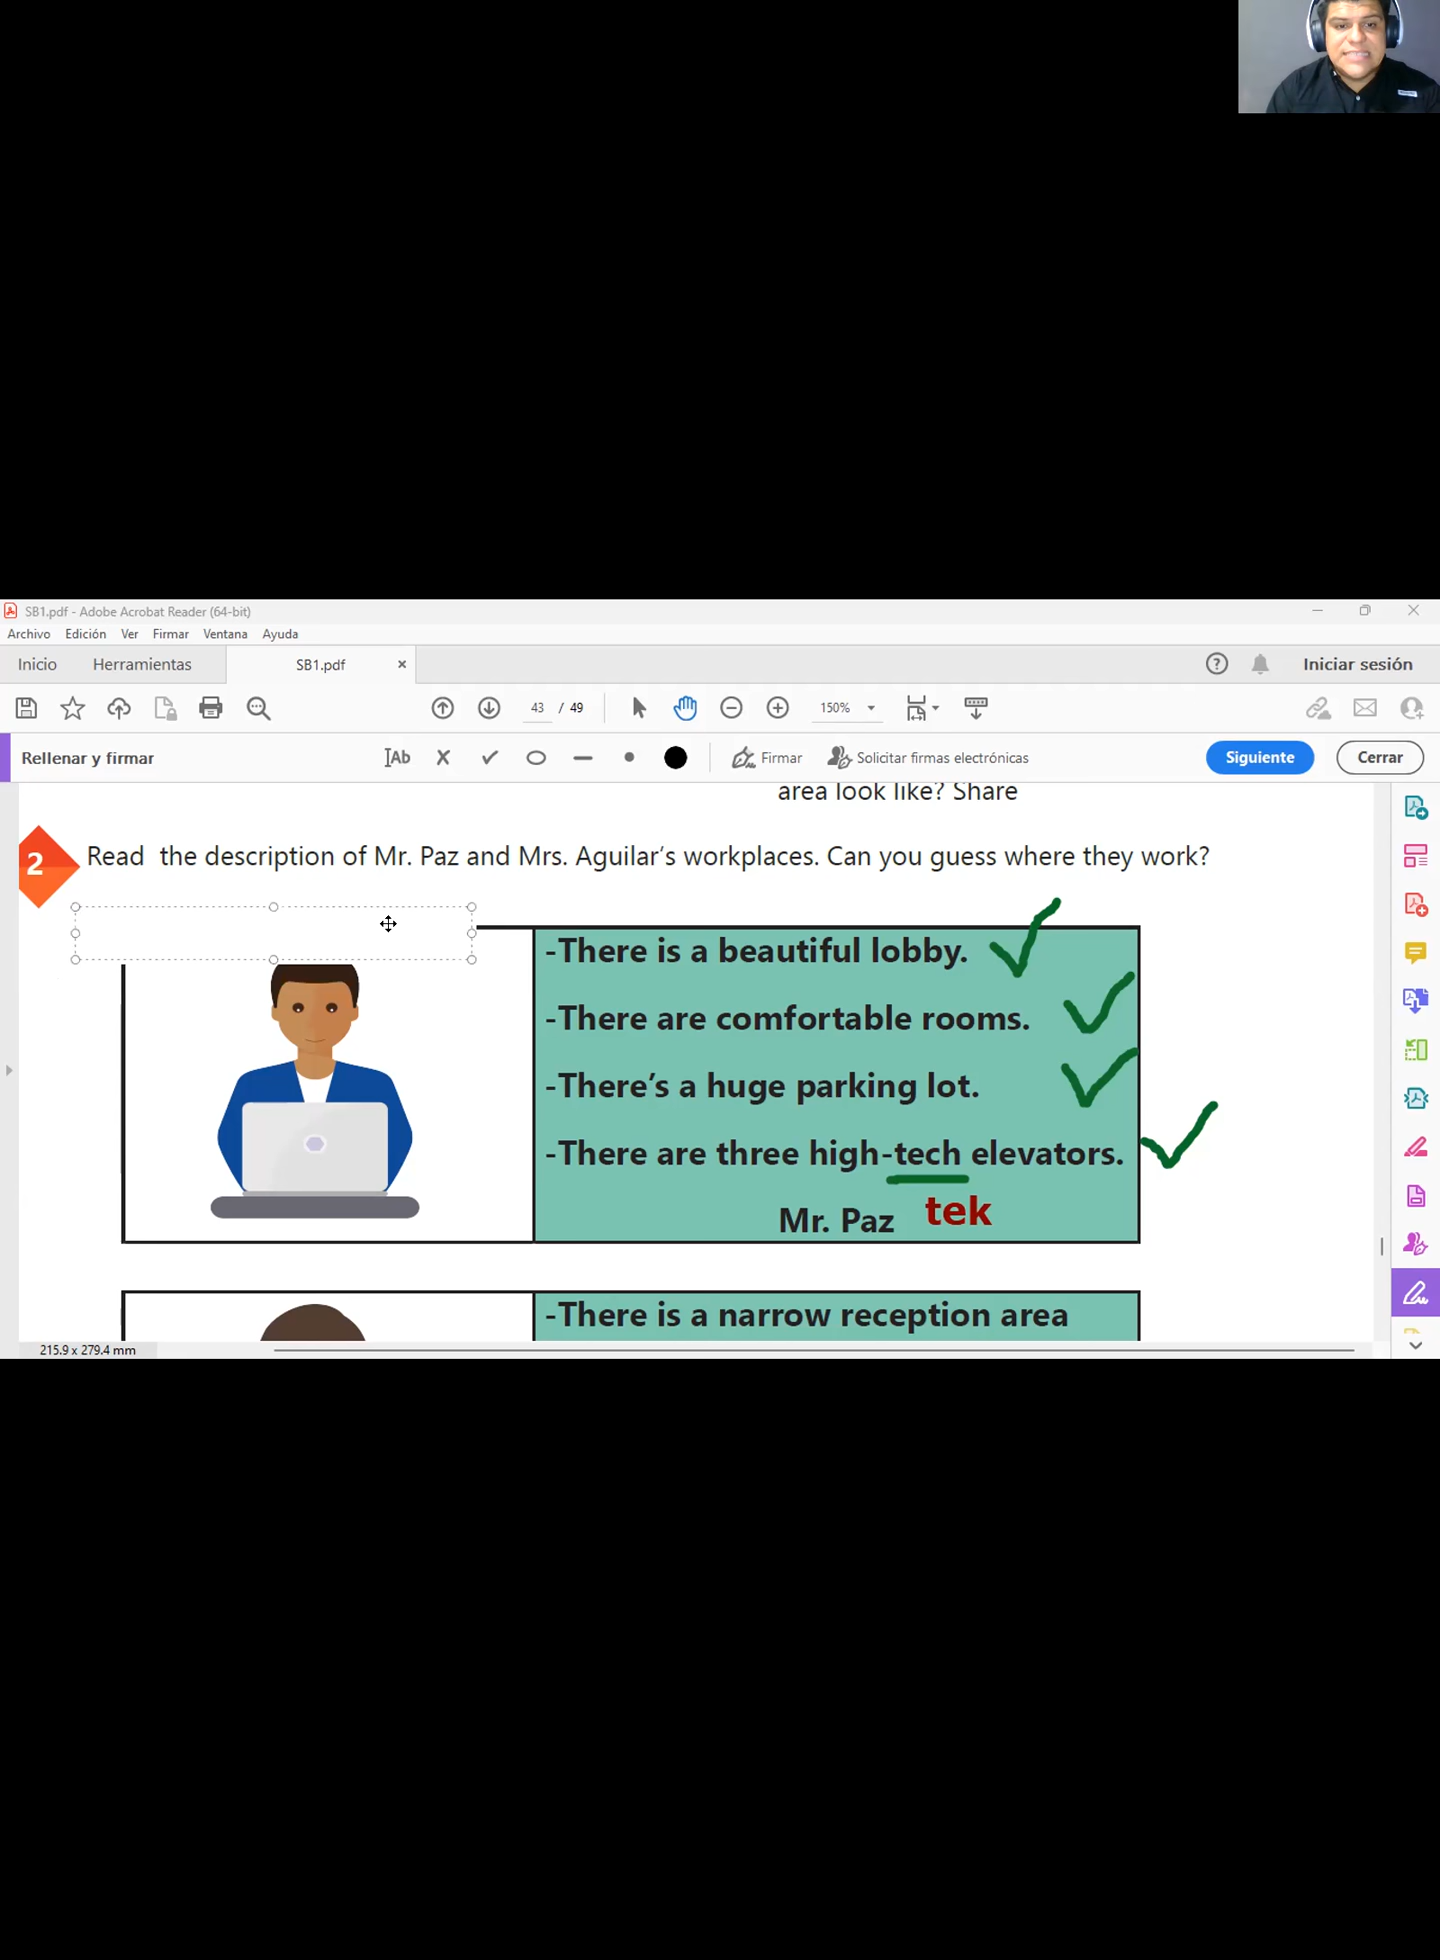 SB1.pdf - Adobe Acrobat Reader (64-bit)
Archivo Edición Ver Firmar Ventana Ayuda
Inicio Herramientas SB1.pdf × Iniciar sesión
43 / 49 150%
Rellenar y firmar Ab Firmar Solicitar firmas electrónicas Siguiente Cerrar
area look like? Share
2 Read the description of Mr. Paz and Mrs. Aguilar's workplaces. Can you guess where they work?
-There is a beautiful lobby.
-There are comfortable rooms.
-There's a huge parking lot.
-There are three high-tech elevators.
Mr. Paz tek
-There is a narrow reception area
215.9 x 279.4 mm